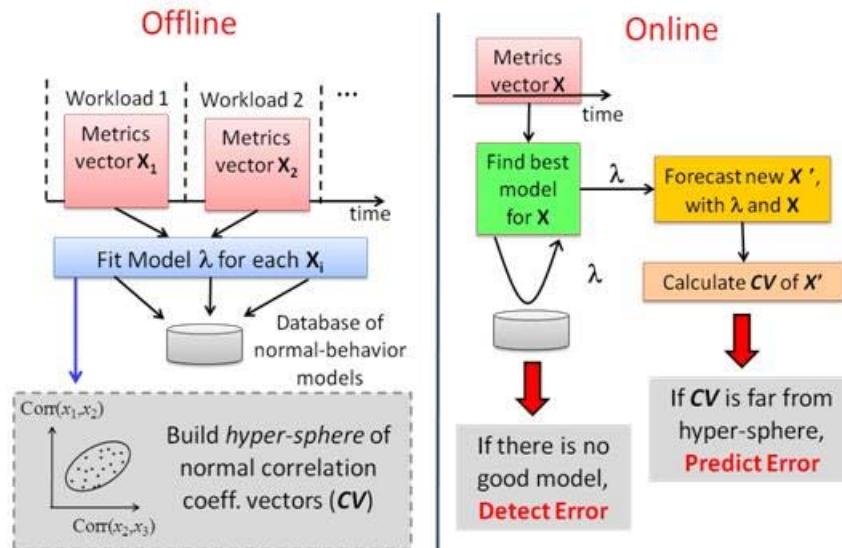 Offline
Workload 1
Workload 2
...
Metrics
vector X₁
Metrics
vector X₂
time
Fit Model λ for each Xᵢ
Database of
normal-behavior
models
Corr(x₁,x₂)
Corr(x₂,x₃)
Build hyper-sphere of
normal correlation
coeff. vectors (CV)
Online
Metrics
vector X
time
Find best
model
for X
λ
Forecast new X',
with λ and X
λ
Calculate CV of X'
If there is no
good model,
Detect Error
If CV is far from
hyper-sphere,
Predict Error